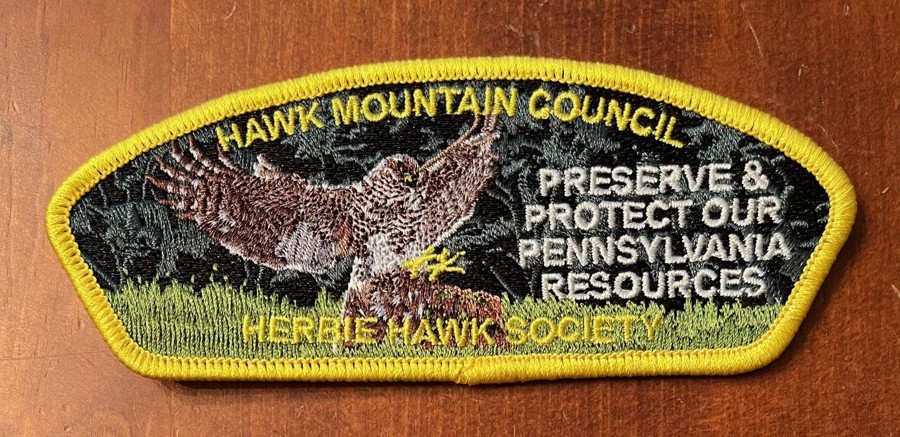 HAWK MOUNTAIN COUNCIL
PRESERVE &
PROTECT OUR
PENNSYLVANIA
RESOURCES
HERBIE HAWK SOCIETY